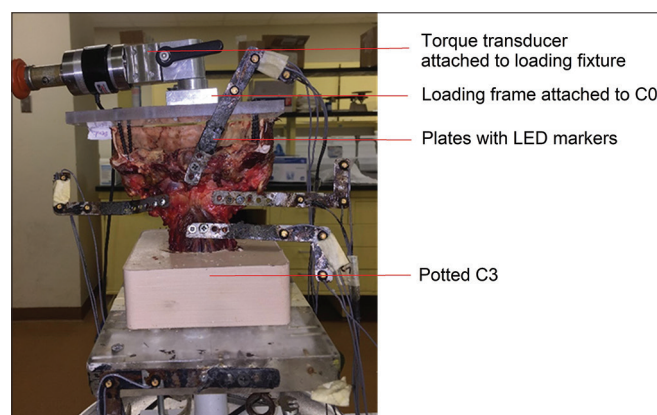 Torque transducer
attached to loading fixture
Loading frame attached to C0
Plates with LED markers
Potted C3